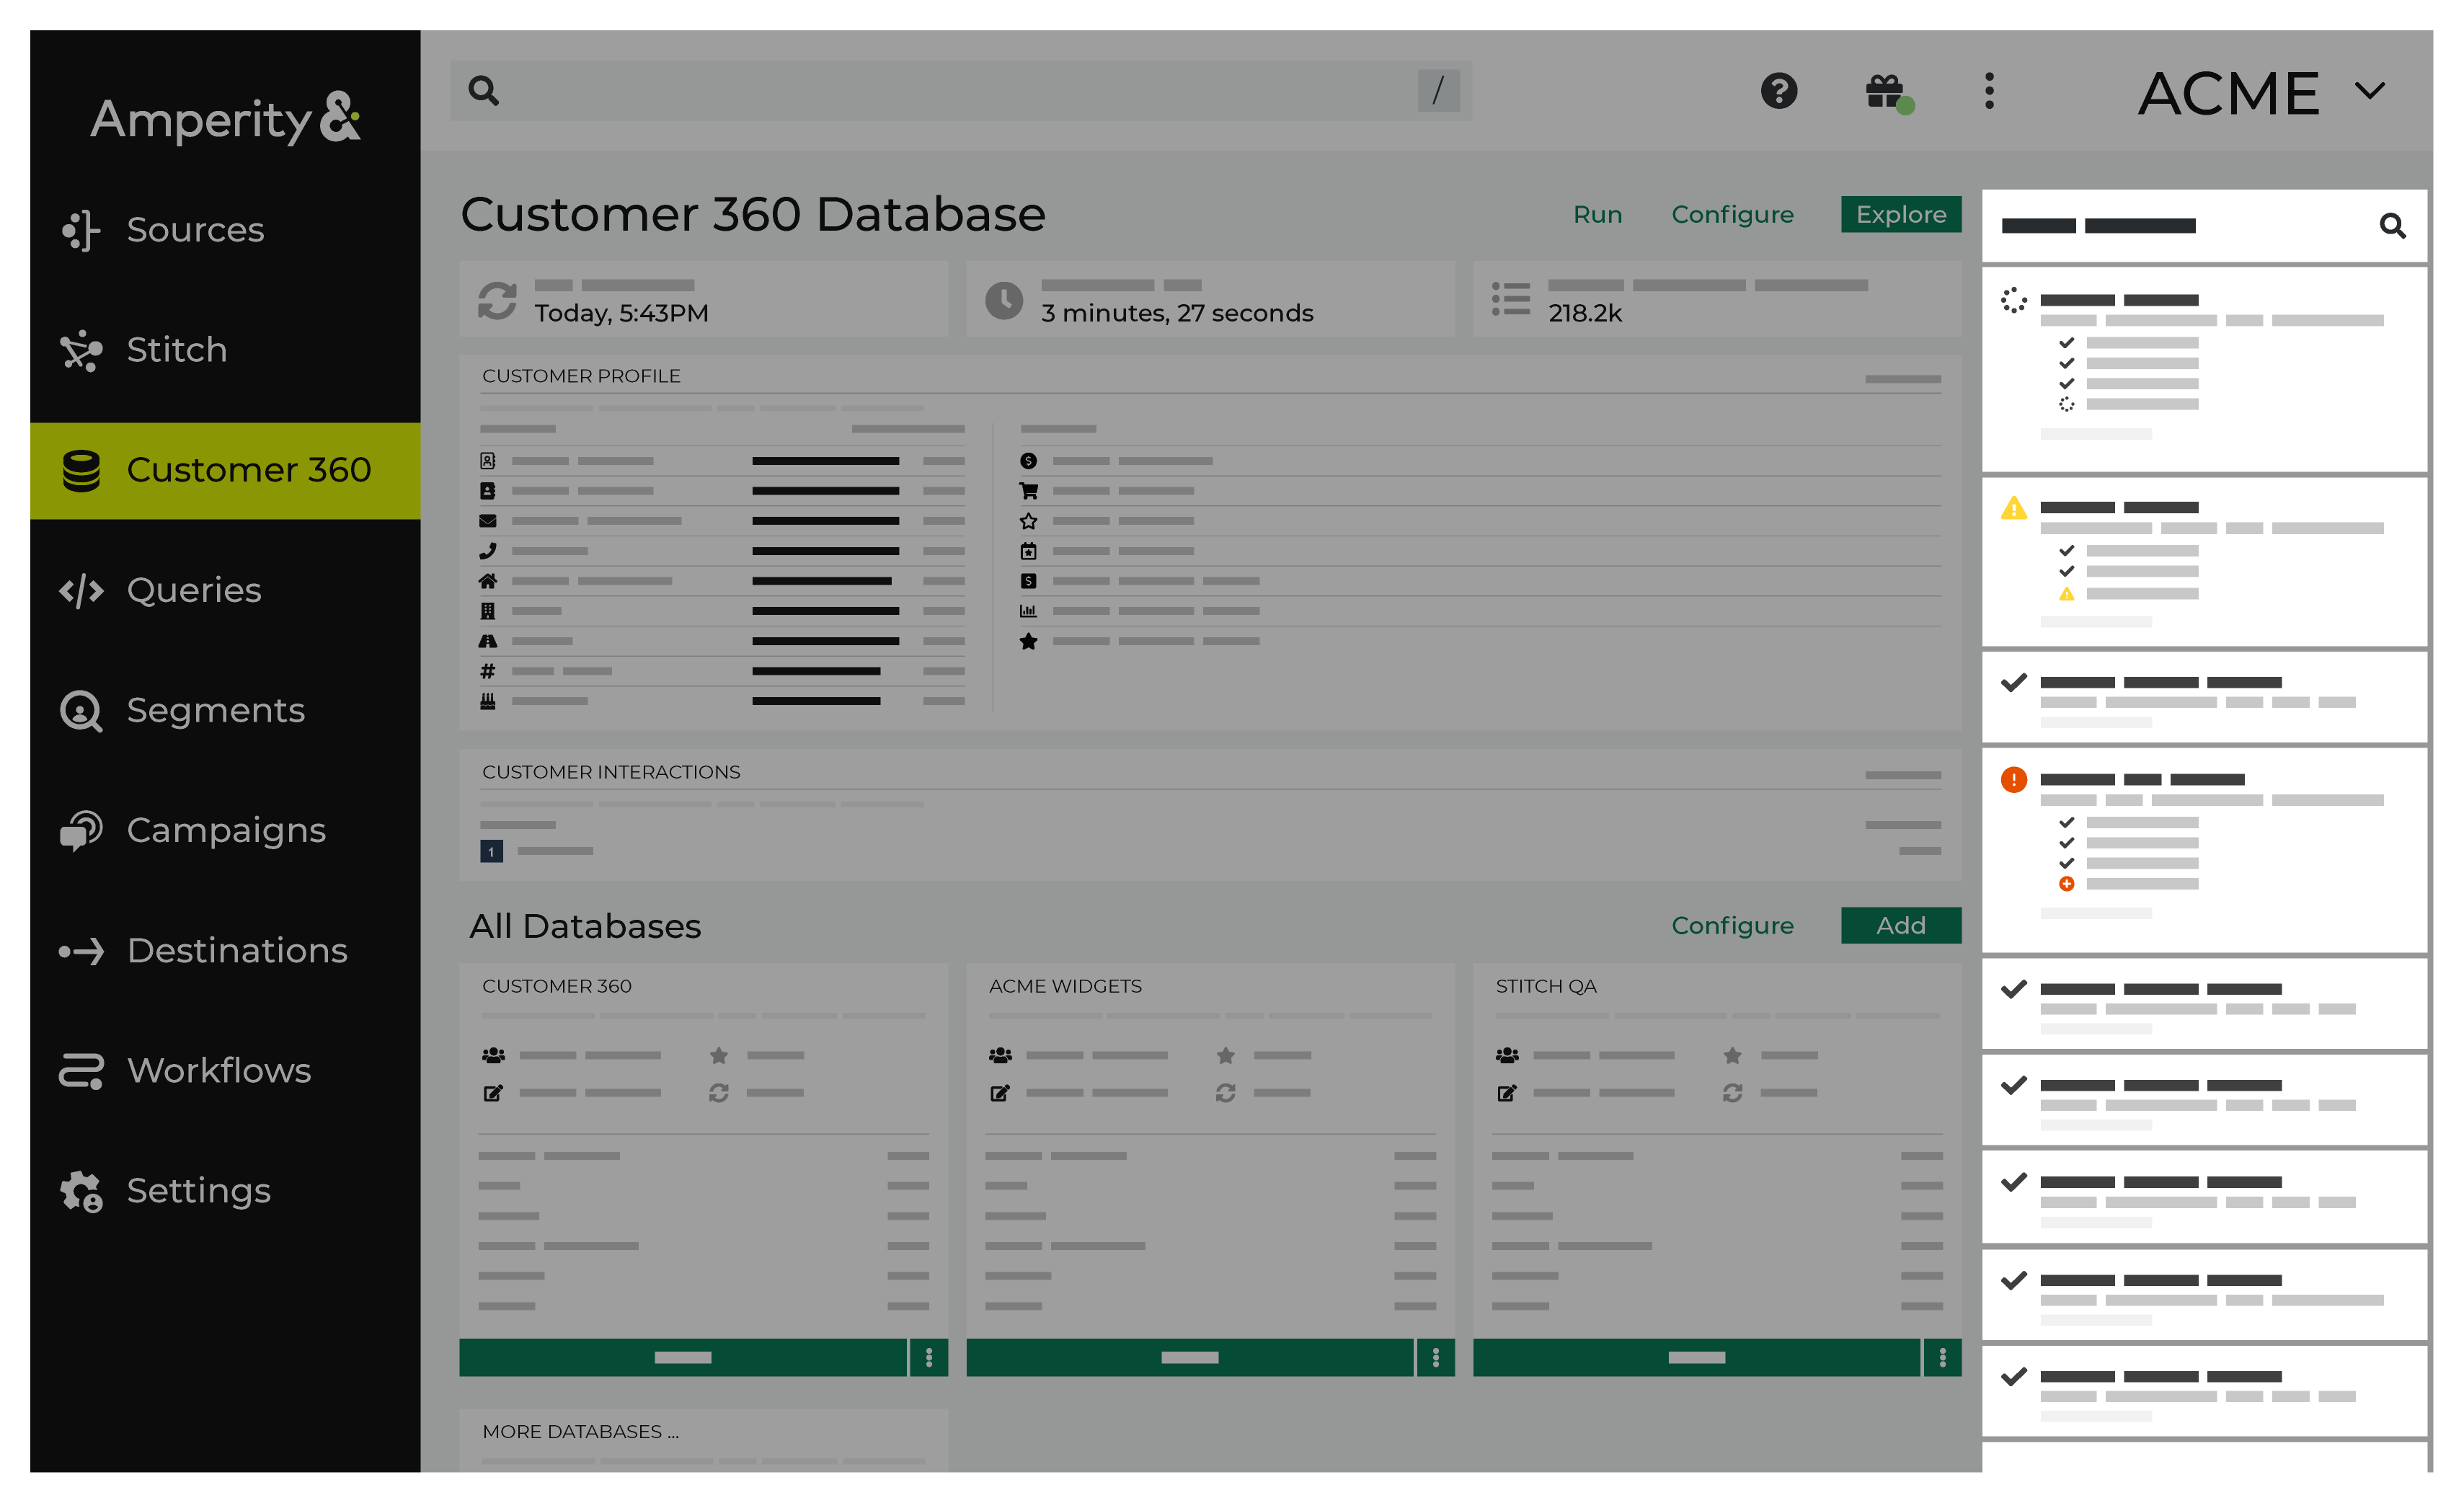 Amperity&
/
ACME
Sources
Stitch
Customer 360
Queries
Segments
Campaigns
Destinations
Workflows
Settings
Customer 360 Database
Run
Configure
Explore
Today, 5:43PM
3 minutes, 27 seconds
218.2k
CUSTOMER PROFILE
CUSTOMER INTERACTIONS
1
All Databases
Configure
Add
CUSTOMER 360
ACME WIDGETS
STITCH QA
MORE DATABASES ...